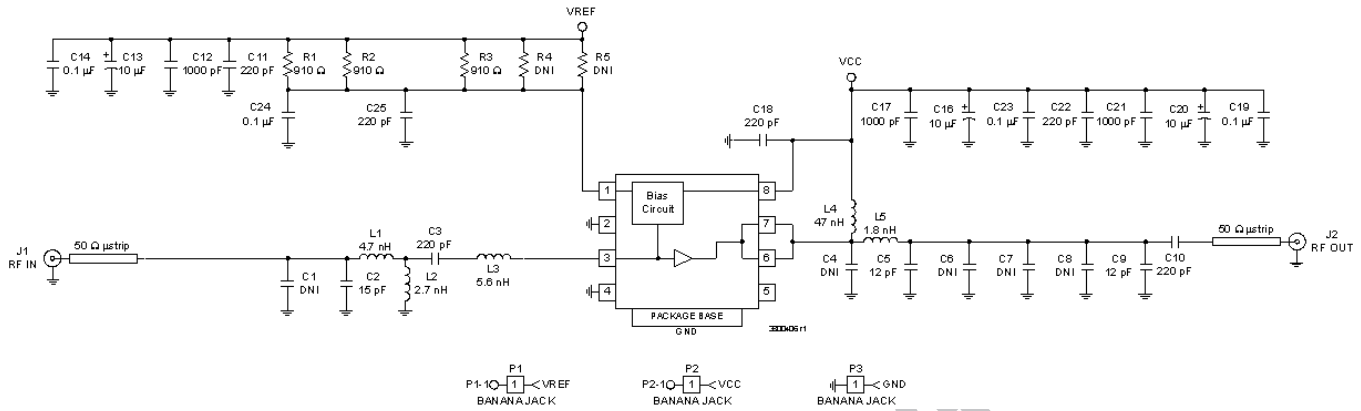 VREF
C14
0.1 µF
C13
10 µF
C12
1000 pF
C11
220 pF
R1
910 Ω
R2
910 Ω
R3
910 Ω
R4
DNI
R5
DNI
C24
0.1 µF
C25
220 pF
VCC
C18
220 pF
C17
1000 pF
C16
10 µF
C23
0.1 µF
C22
220 pF
C21
1000 pF
C20
10 µF
C19
0.1 µF
1
Bias
Circuit
8
2
7
3
6
4
5
PACKAGE BASE
GND
J1
RF IN
50 Ω µstrip
C1
DNI
C2
15 pF
L1
4.7 nH
L2
2.7 nH
C3
220 pF
L3
5.6 nH
L4
47 nH
L5
1.8 nH
C4
DNI
C5
12 pF
C6
DNI
C7
DNI
C8
DNI
C9
12 pF
C10
220 pF
50 Ω µstrip
J2
RF OUT
P1
P1-1
1
VREF
BANANA JACK
P2
P2-1
1
VCC
BANANA JACK
P3
1
GND
BANANA JACK